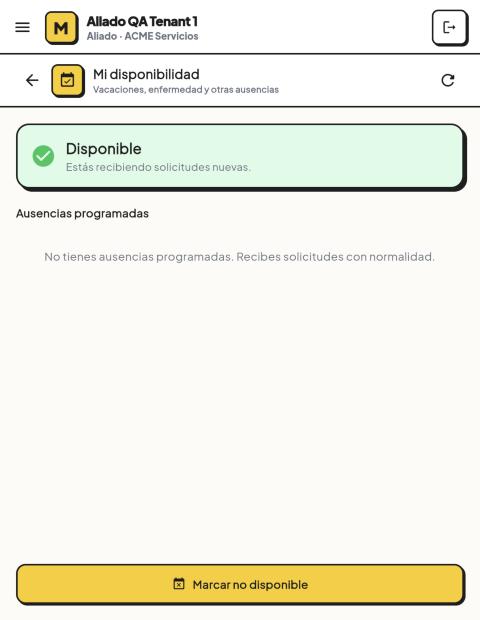 M
Aliado QA Tenant 1
Aliado · ACME Servicios
Mi disponibilidad
Vacaciones, enfermedad y otras ausencias
Disponible
Estás recibiendo solicitudes nuevas.
Ausencias programadas
No tienes ausencias programadas. Recibes solicitudes con normalidad.
Marcar no disponible